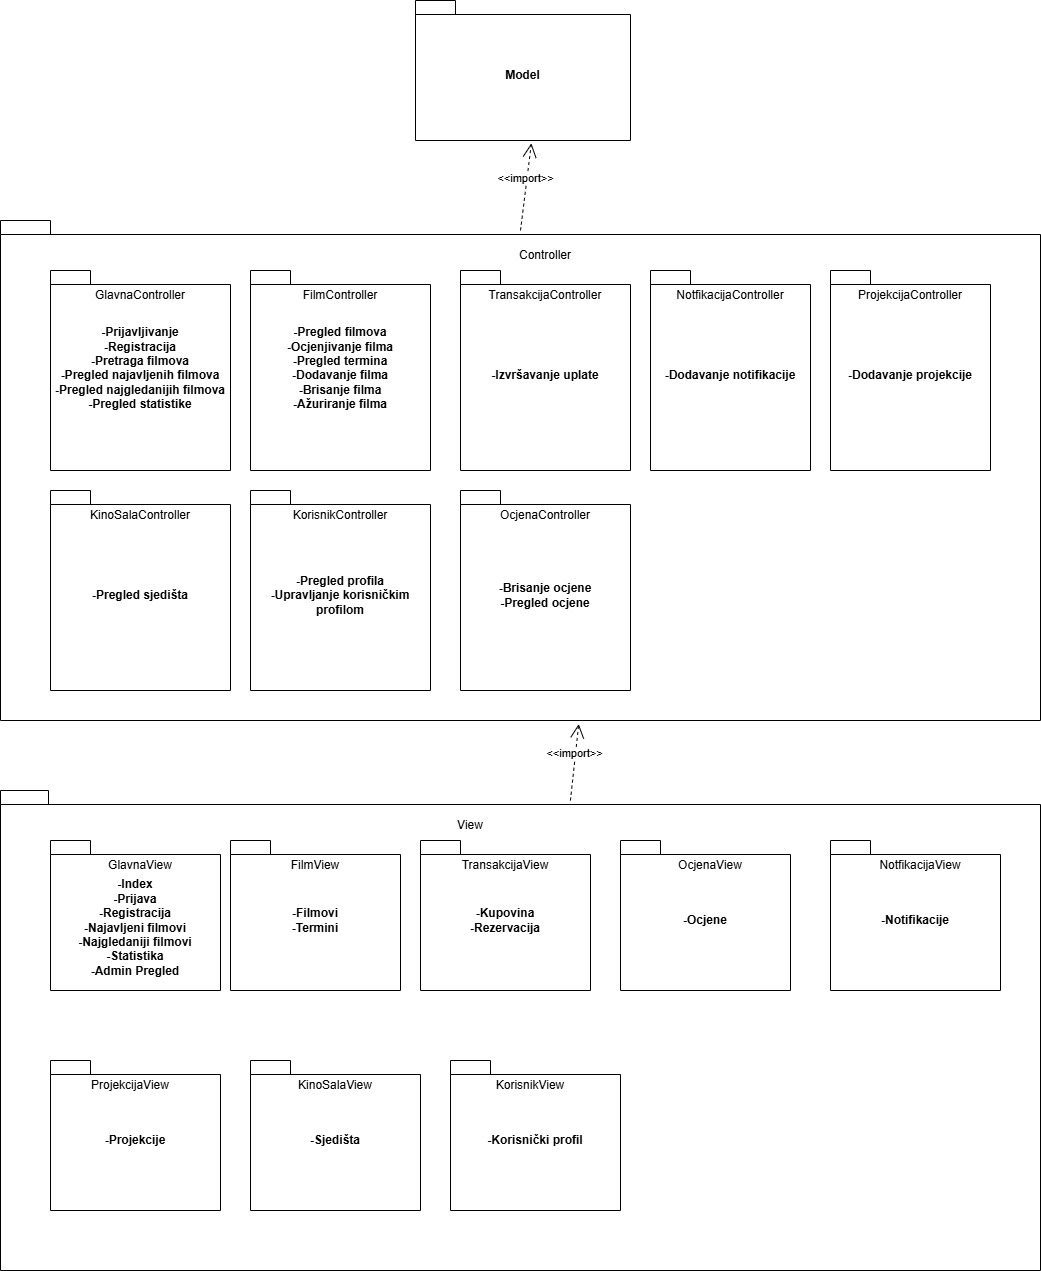 Model
<<import>>
Controller
GlavnaController
-Prijavljivanje
-Registracija
-Pretraga filmova
-Pregled najavljenih filmova
-Pregled najgledanijih filmova
-Pregled statistike
FilmController
-Pregled filmova
-Ocjenjivanje filma
-Pregled termina
-Dodavanje filma
-Brisanje filma
-Ažuriranje filma
TransakcijaController
-Izvršavanje uplate
NotfikacijaController
-Dodavanje notifikacije
ProjekcijaController
-Dodavanje projekcije
KinoSalaController
-Pregled sjedišta
KorisnikController
-Pregled profila
-Upravljanje korisničkim
profilom
OcjenaController
-Brisanje ocjene
-Pregled ocjene
<<import>>
View
GlavnaView
-Index
-Prijava
-Registracija
-Najavljeni filmovi
-Najgledaniji filmovi
-Statistika
-Admin Pregled
FilmView
-Filmovi
-Termini
TransakcijaView
-Kupovina
-Rezervacija
OcjenaView
-Ocjene
NotfikacijaView
-Notifikacije
ProjekcijaView
-Projekcije
KinoSalaView
-Sjedišta
KorisnikView
-Korisnički profil